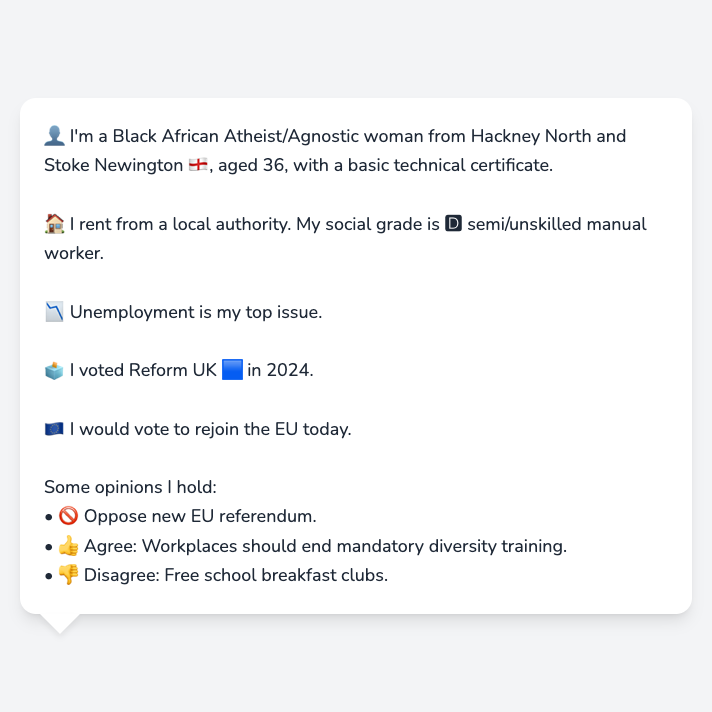 👤 I'm a Black African Atheist/Agnostic woman from Hackney North and
Stoke Newington 🏴󠁧󠁢󠁥󠁮󠁧󠁿, aged 36, with a basic technical certificate.
🏠 I rent from a local authority. My social grade is 🅳 semi/unskilled manual
worker.
📉 Unemployment is my top issue.
🗳️ I voted Reform UK 🟦 in 2024.
🇪🇺 I would vote to rejoin the EU today.
Some opinions I hold:
• 🚫 Oppose new EU referendum.
• 👍 Agree: Workplaces should end mandatory diversity training.
• 👎 Disagree: Free school breakfast clubs.